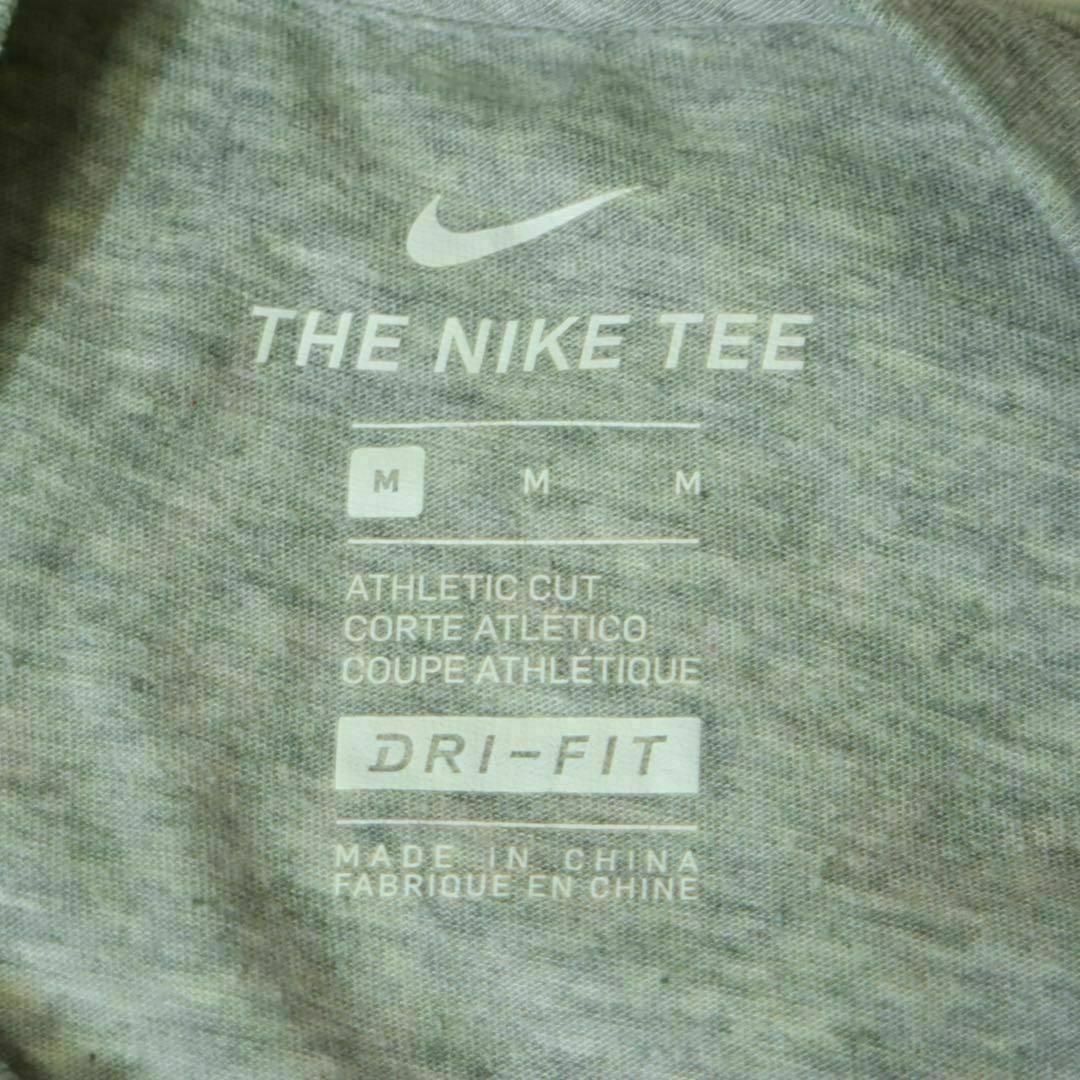 THE NIKE TEE
M M M
ATHLETIC CUT
CORTE ATLÉTICO
COUPE ATHLÉTIQUE
DRI-FIT
MADE IN CHINA
FABRIQUE EN CHINE